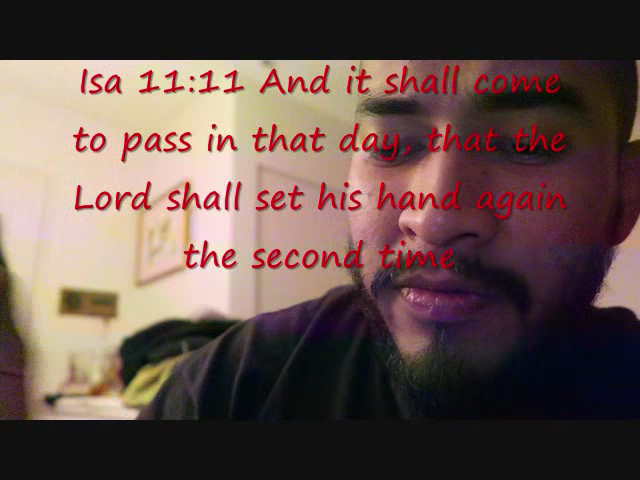 Isa 11:11 And it shall come
to pass in that day, that the
Lord shall set his hand again
the second time